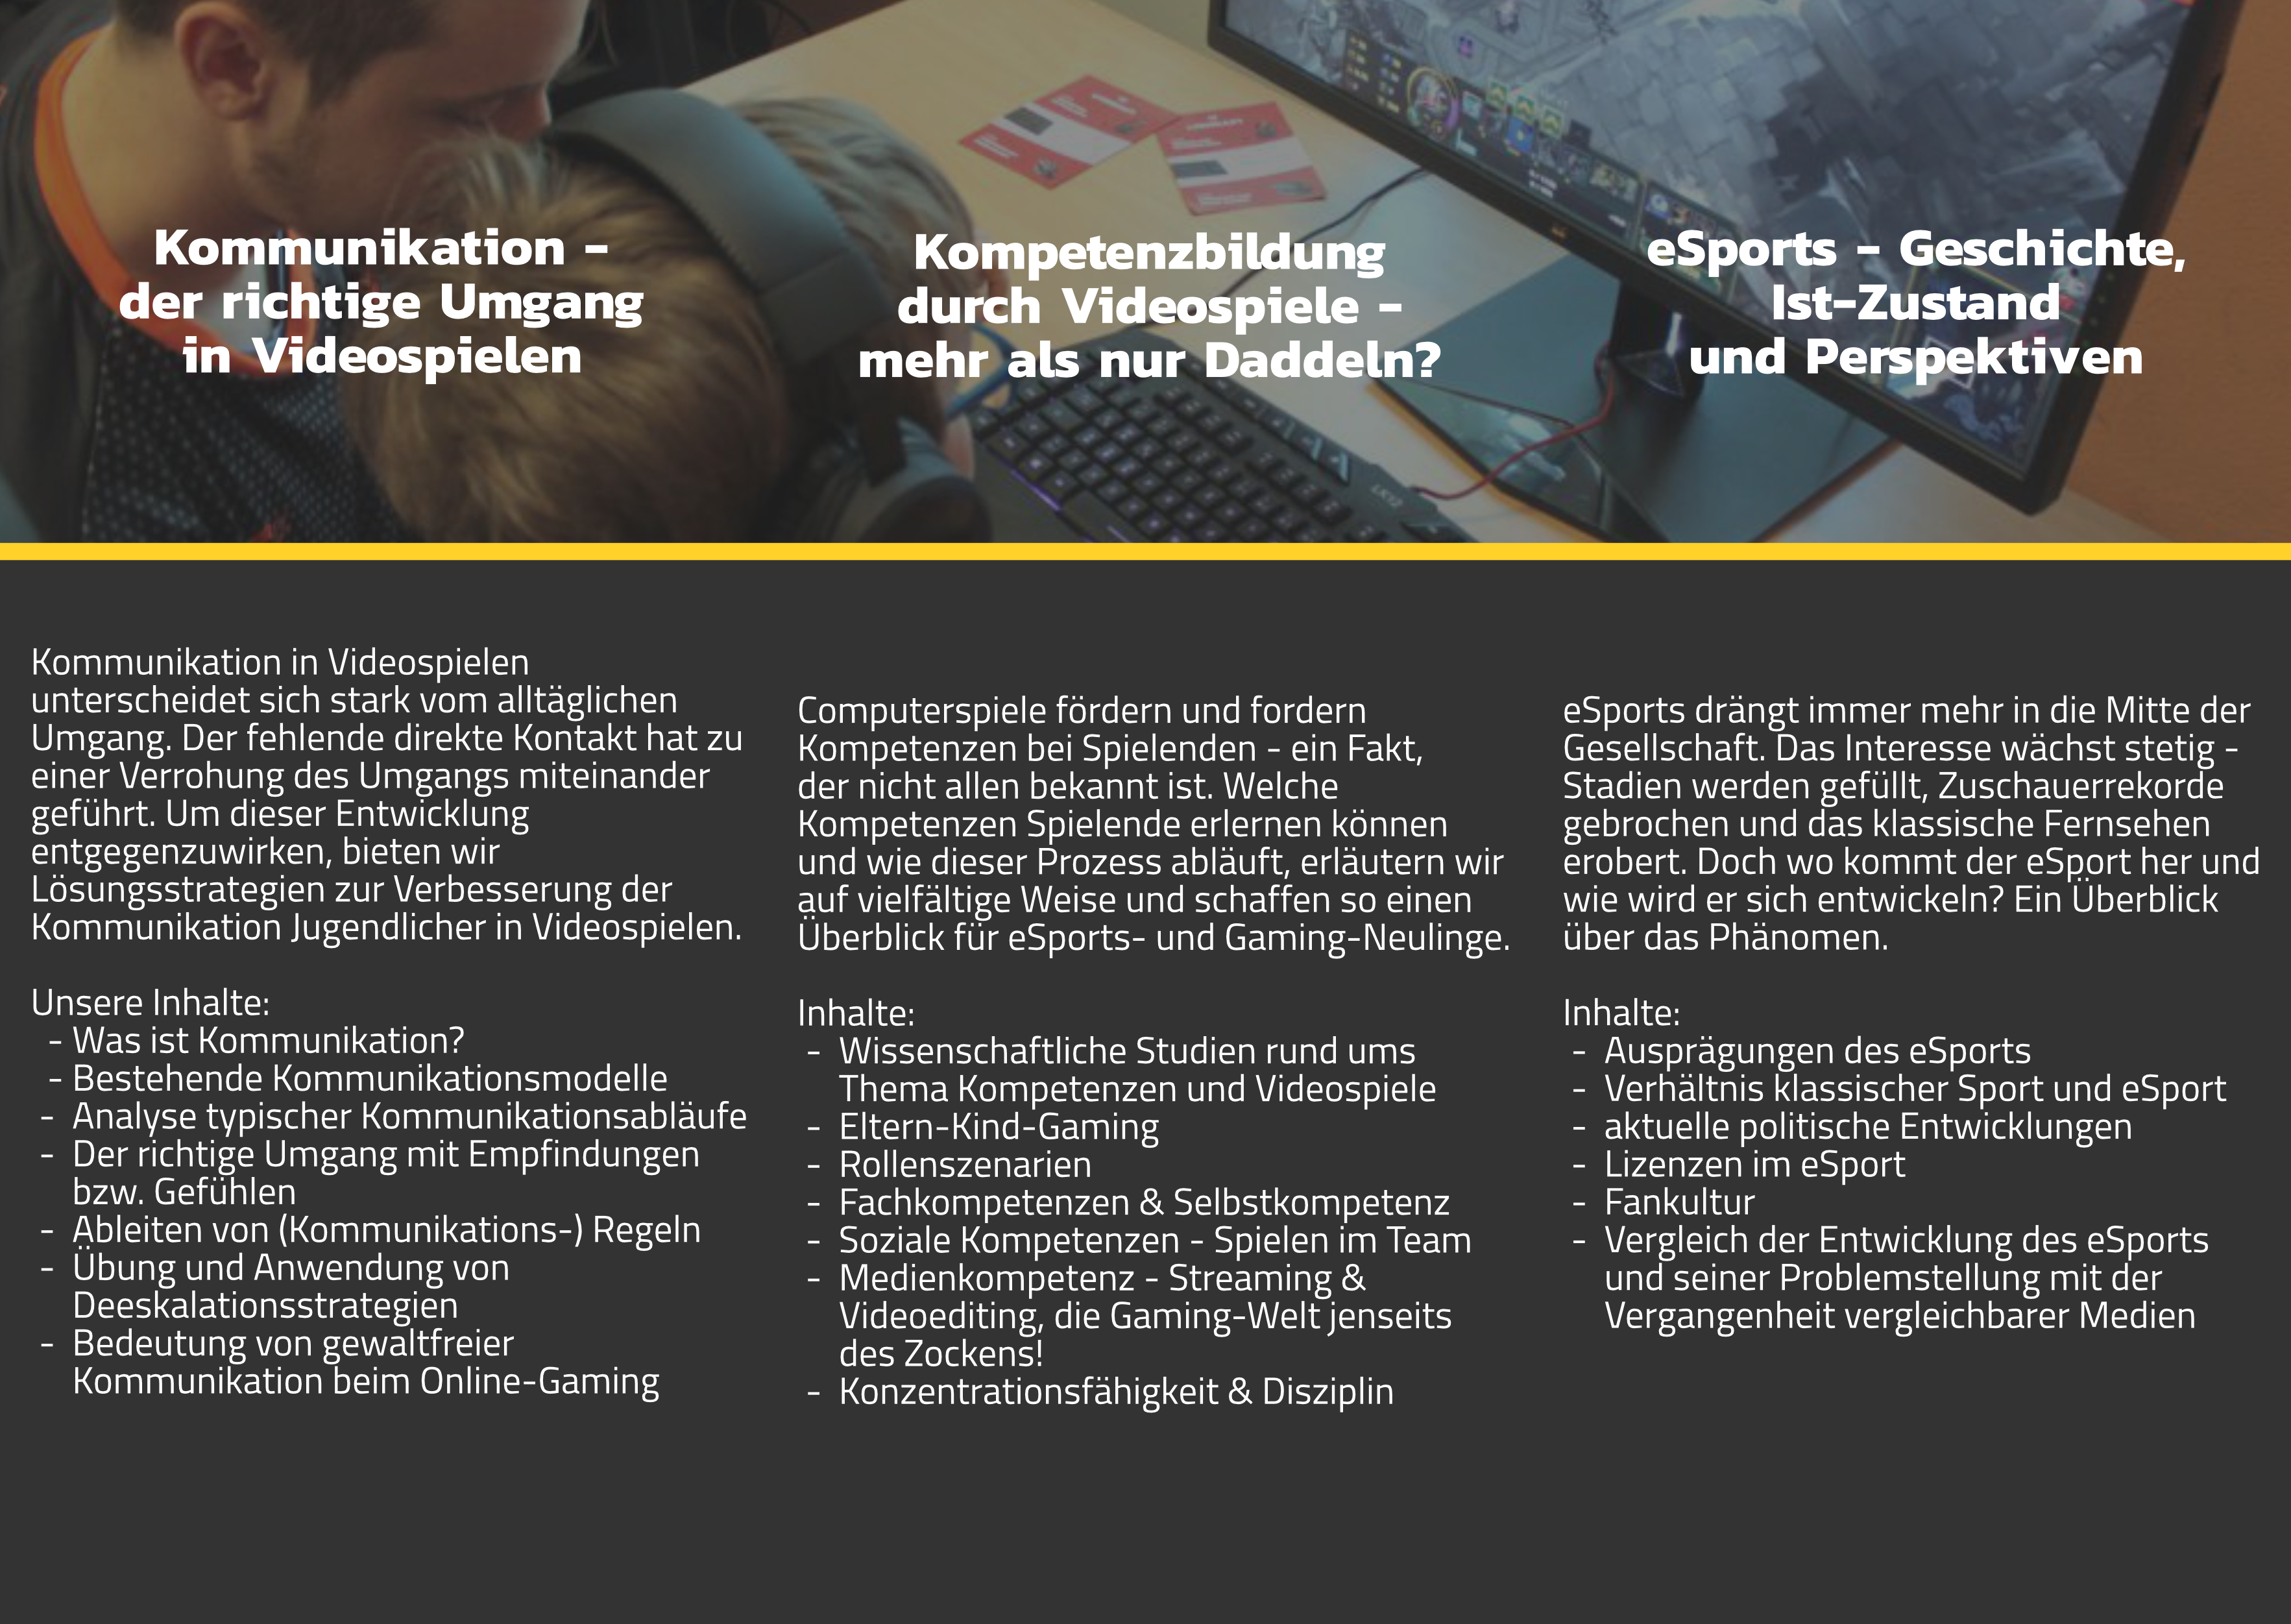 Kommunikation -
der richtige Umgang
in Videospielen
Kompetenzbildung
durch Videospiele -
mehr als nur Daddeln?
eSports - Geschichte,
Ist-Zustand
und Perspektiven
Kommunikation in Videospielen
unterscheidet sich stark vom alltäglichen
Umgang. Der fehlende direkte Kontakt hat zu
einer Verrohung des Umgangs miteinander
geführt. Um dieser Entwicklung
entgegenzuwirken, bieten wir
Lösungsstrategien zur Verbesserung der
Kommunikation Jugendlicher in Videospielen.
Unsere Inhalte:
- Was ist Kommunikation?
- Bestehende Kommunikationsmodelle
- Analyse typischer Kommunikationsabläufe
- Der richtige Umgang mit Empfindungen
bzw. Gefühlen
- Ableiten von (Kommunikations-) Regeln
- Übung und Anwendung von
Deeskalationsstrategien
- Bedeutung von gewaltfreier
Kommunikation beim Online-Gaming
Computerspiele fördern und fordern
Kompetenzen bei Spielenden - ein Fakt,
der nicht allen bekannt ist. Welche
Kompetenzen Spielende erlernen können
und wie dieser Prozess abläuft, erläutern wir
auf vielfältige Weise und schaffen so einen
Überblick für eSports- und Gaming-Neulinge.
Inhalte:
- Wissenschaftliche Studien rund ums
Thema Kompetenzen und Videospiele
- Eltern-Kind-Gaming
- Rollenszenarien
- Fachkompetenzen & Selbstkompetenz
- Soziale Kompetenzen - Spielen im Team
- Medienkompetenz - Streaming &
Videoediting, die Gaming-Welt jenseits
des Zockens!
- Konzentrationsfähigkeit & Disziplin
eSports drängt immer mehr in die Mitte der
Gesellschaft. Das Interesse wächst stetig -
Stadien werden gefüllt, Zuschauerrekorde
gebrochen und das klassische Fernsehen
erobert. Doch wo kommt der eSport her und
wie wird er sich entwickeln? Ein Überblick
über das Phänomen.
Inhalte:
- Ausprägungen des eSports
- Verhältnis klassischer Sport und eSport
- aktuelle politische Entwicklungen
- Lizenzen im eSport
- Fankultur
- Vergleich der Entwicklung des eSports
und seiner Problemstellung mit der
Vergangenheit vergleichbarer Medien